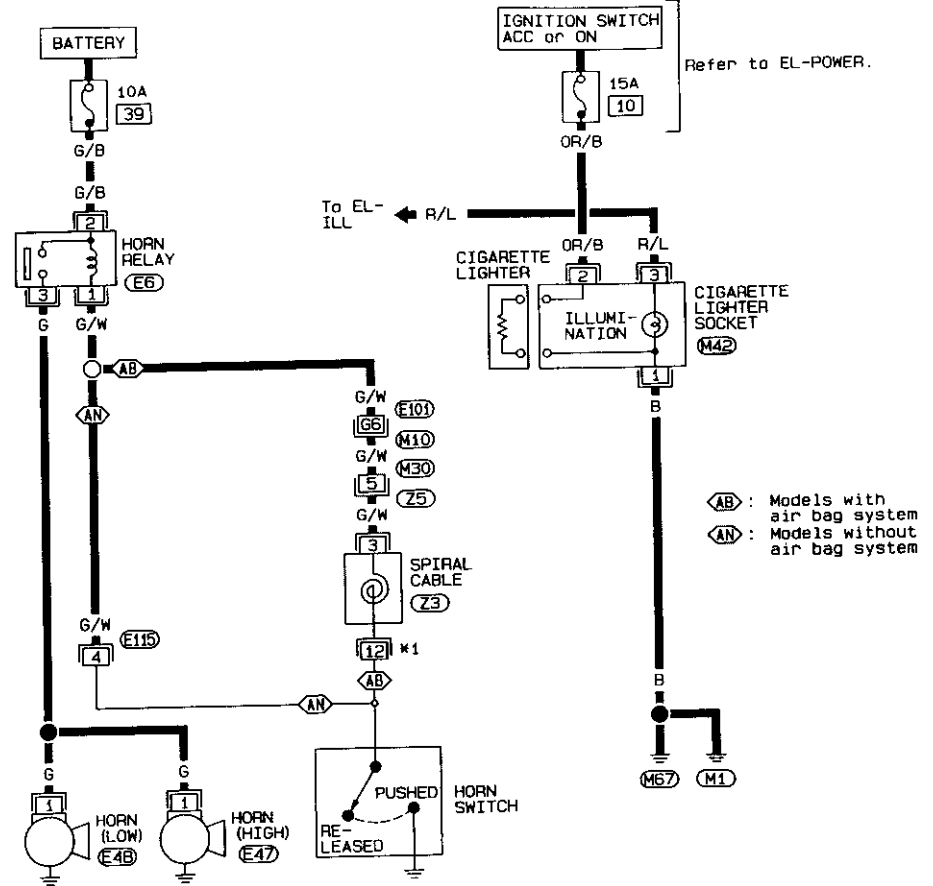 BATTERY
10A
39
G/B
G/B
2
HORN
RELAY
E6
3
1
G
G/W
AB
AN
G/W
E101
G6
M10
G/W
M30
5
Z5
G/W
3
SPIRAL
CABLE
Z3
12
*1
AB
G/W
E115
4
AN
G
G
1
1
HORN
(LOW)
E48
HORN
(HIGH)
E47
PUSHED
RE-
LEASED
HORN
SWITCH
IGNITION SWITCH
ACC or ON
Refer to EL-POWER.
15A
10
OR/B
To EL-
ILL
R/L
OR/B
R/L
CIGARETTE
LIGHTER
2
3
ILLUMI-
NATION
CIGARETTE
LIGHTER
SOCKET
M42
1
B
AB : Models with
air bag system
AN : Models without
air bag system
B
M67
M1